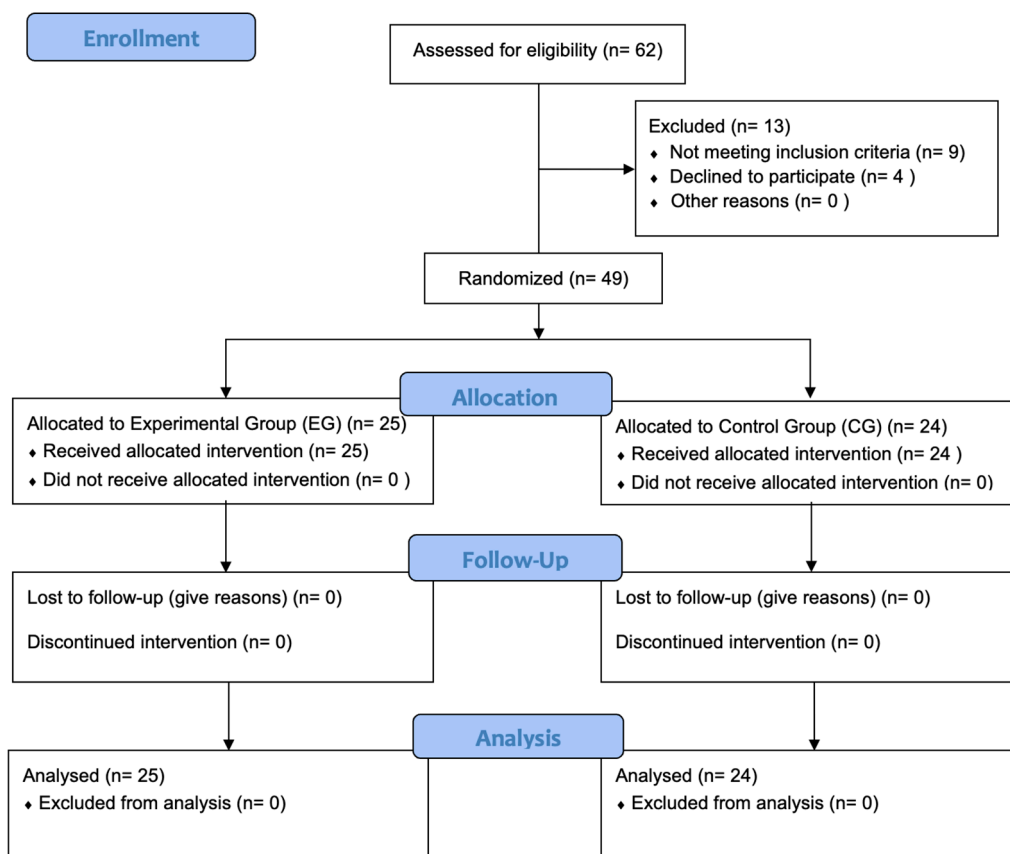 Enrollment
Assessed for eligibility (n= 62)
Excluded (n= 13)
♦ Not meeting inclusion criteria (n= 9)
♦ Declined to participate (n= 4 )
♦ Other reasons (n= 0 )
Randomized (n= 49)
Allocation
Allocated to Experimental Group (EG) (n= 25)
♦ Received allocated intervention (n= 25)
♦ Did not receive allocated intervention (n= 0 )
Allocated to Control Group (CG) (n= 24)
♦ Received allocated intervention (n= 24 )
♦ Did not receive allocated intervention (n= 0)
Follow-Up
Lost to follow-up (give reasons) (n= 0)
Discontinued intervention (n= 0)
Lost to follow-up (give reasons) (n= 0)
Discontinued intervention (n= 0)
Analysis
Analysed (n= 25)
♦ Excluded from analysis (n= 0)
Analysed (n= 24)
♦ Excluded from analysis (n= 0)